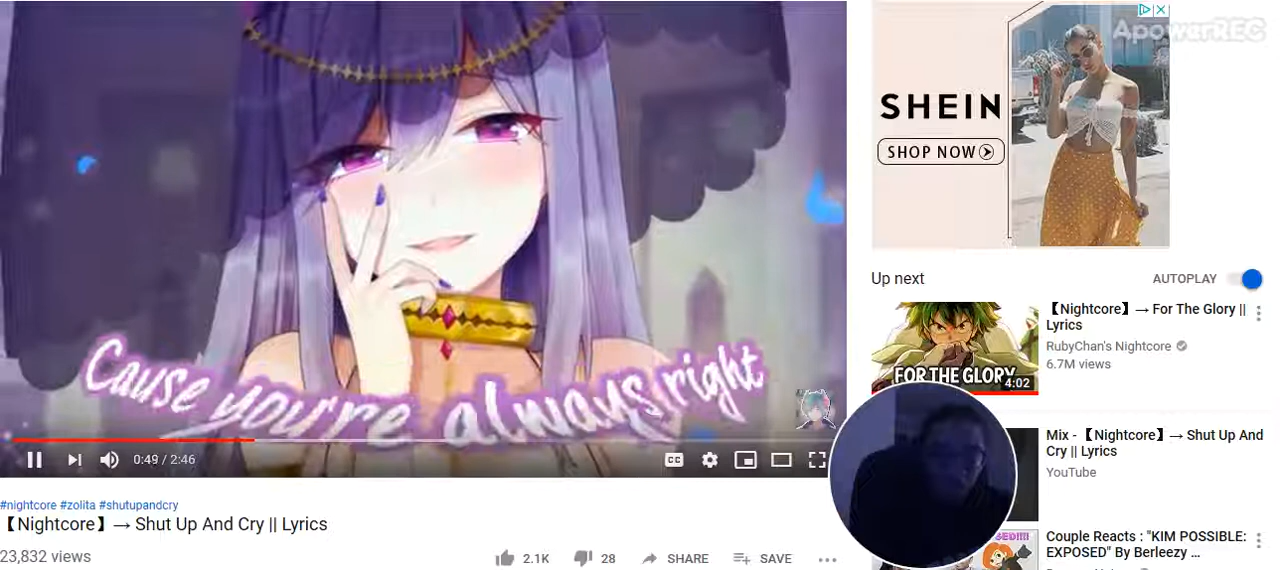 Cause you're always right
0:49 / 2:46
CC
#nightcore #zolita #shutupandcry
【Nightcore】→ Shut Up And Cry || Lyrics
23,832 views
2.1K
28
SHARE
SAVE
ApowerREC
SHEIN
SHOP NOW
Up next
AUTOPLAY
FOR THE GLORY
4:02
【Nightcore】→ For The Glory ||
Lyrics
RubyChan's Nightcore
6.7M views
Mix - 【Nightcore】→ Shut Up And
Cry || Lyrics
YouTube
Couple Reacts : "KIM POSSIBLE:
EXPOSED" By Berleezy ...